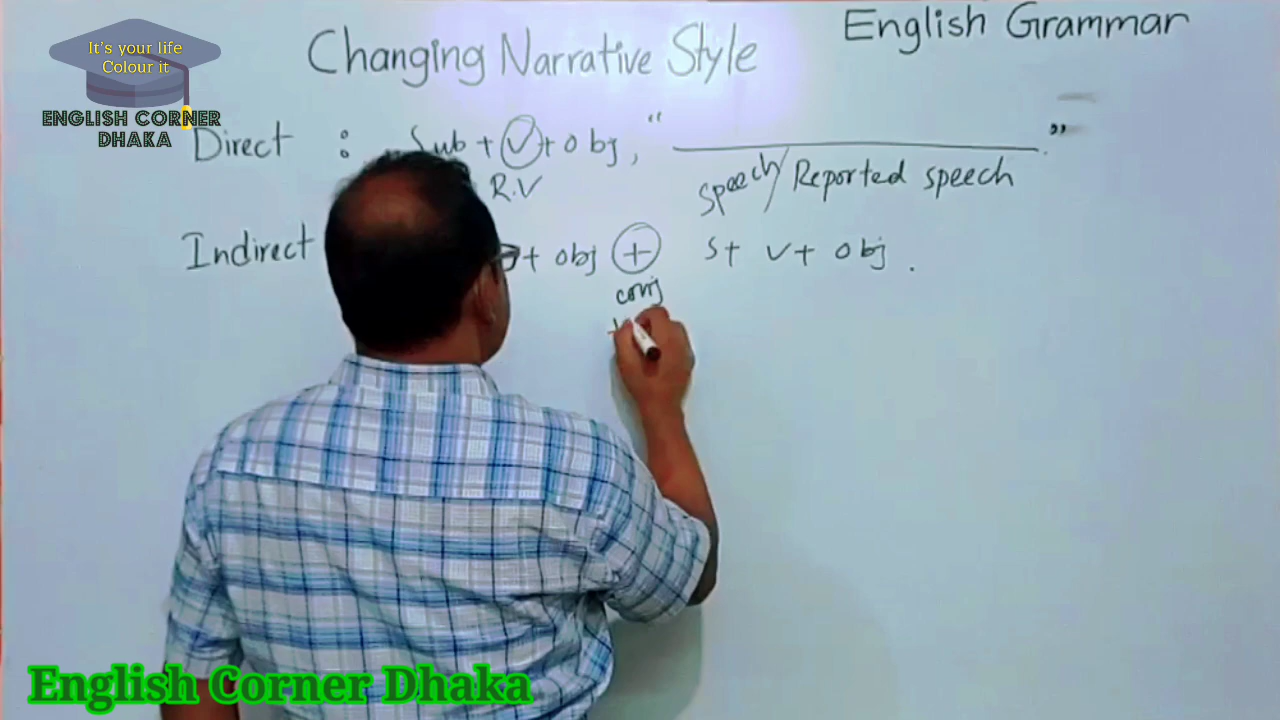 It's your life
Colour it
ENGLISH CORNER
DHAKA
English Grammar
Changing Narrative Style
Direct : Sub + V + obj, " ."
R.V Speech/Reported speech
Indirect + obj + S + V + obj .
conj
English Corner Dhaka